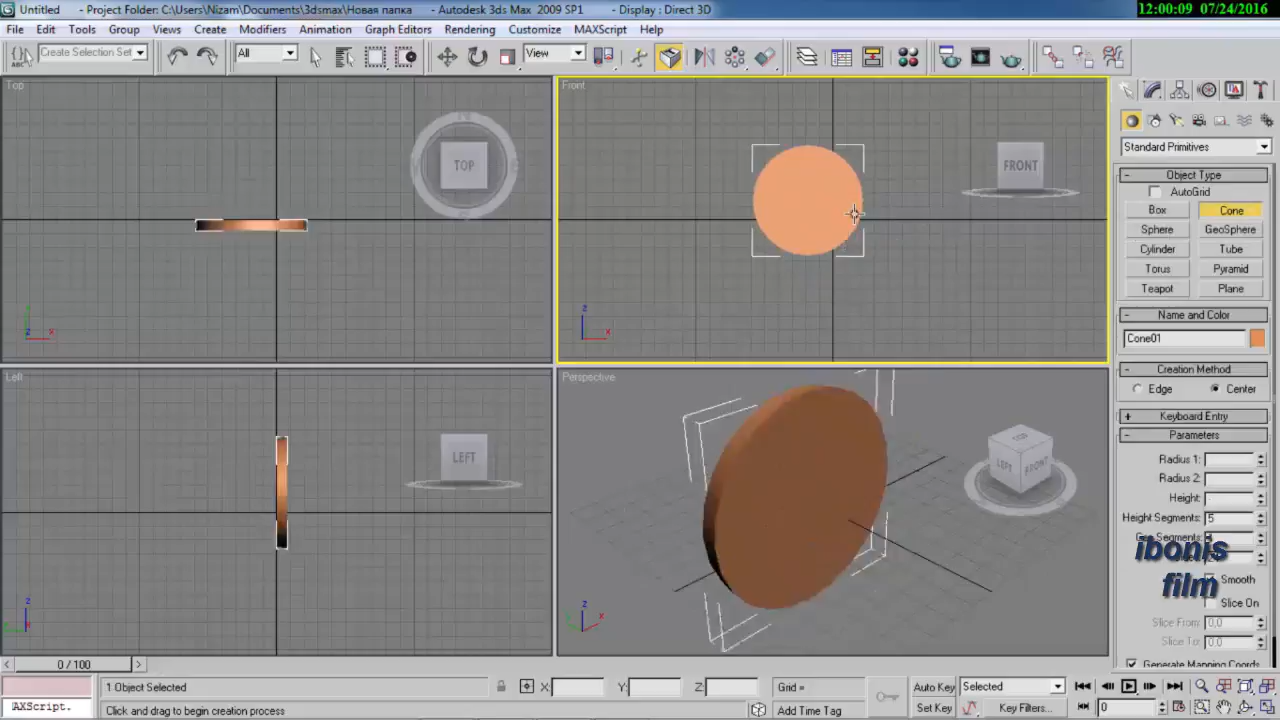 Untitled - Project Folder: C:\Users\Nizam\Documents\3dsmax\Новая папка - Autodesk 3ds Max 2009 SP1 - Display : Direct 3D
12:00:09 07/24/2016
File Edit Tools Group Views Create Modifiers Animation Graph Editors Rendering Customize MAXScript Help
ABC Create Selection Set All View
Top
TOP
Front
FRONT
Standard Primitives
Object Type
AutoGrid
Box Cone
Sphere GeoSphere
Cylinder Tube
Torus Pyramid
Teapot Plane
Name and Color
Cone01
Creation Method
Edge Center
Keyboard Entry
Parameters
Radius 1:
Radius 2:
Height:
Height Segments: 5
Smooth
Slice On
Slice From: 0,0
Slice To: 0,0
Generate Mapping Coords.
ibonis
film
Left
LEFT
Perspective
LEFT FRONT
0 / 100
1 Object Selected X: Y: Z: Grid = Auto Key Selected
AXScript. Click and drag to begin creation process Add Time Tag Set Key Key Filters... 0